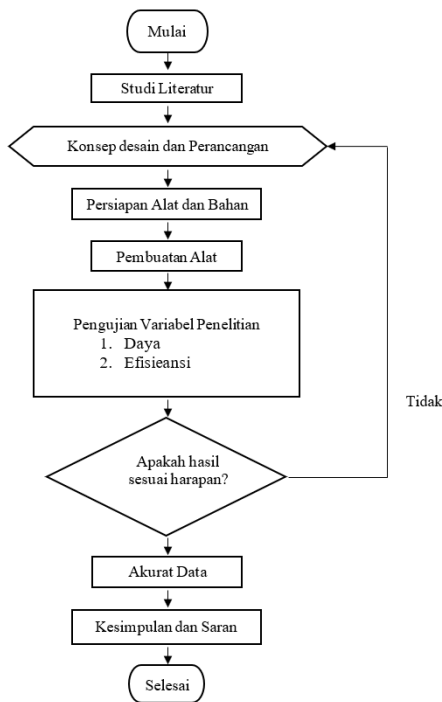 Mulai
Studi Literatur
Konsep desain dan Perancangan
Persiapan Alat dan Bahan
Pembuatan Alat
Pengujian Variabel Penelitian
1. Daya
2. Efisieansi
Tidak
Apakah hasil
sesuai harapan?
Akurat Data
Kesimpulan dan Saran
Selesai